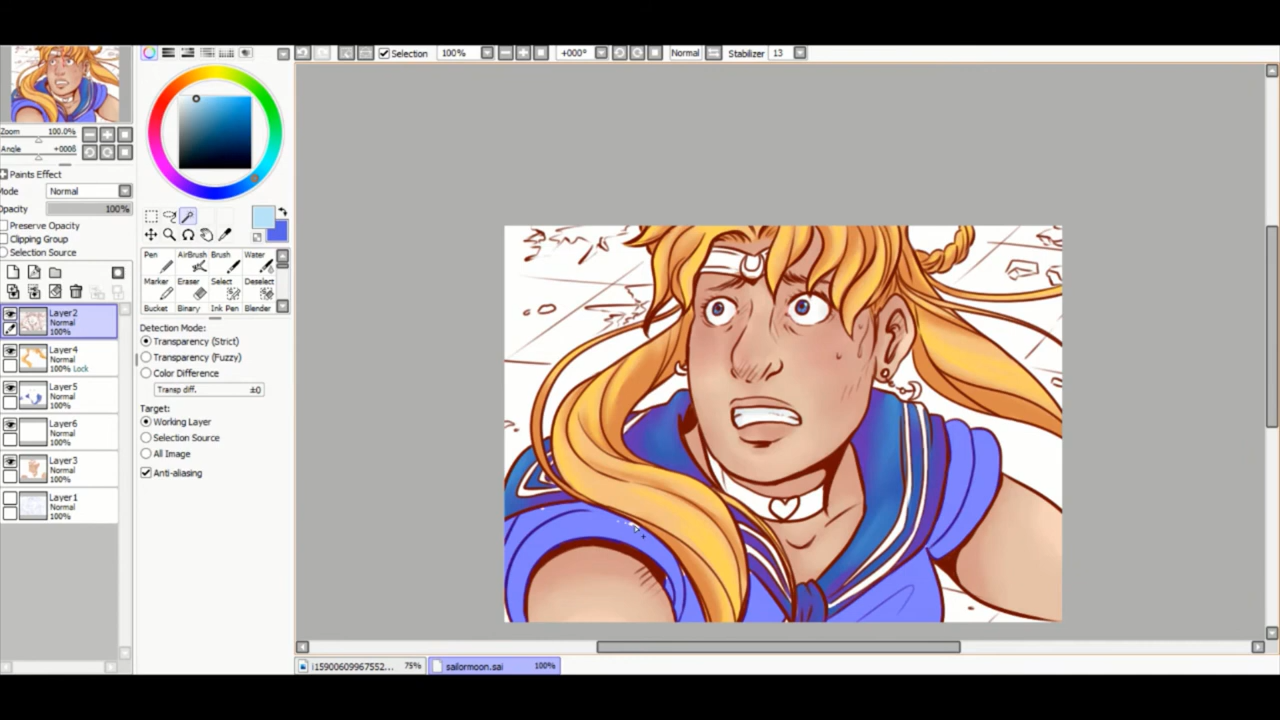 Selection 100% +000° Normal Stabilizer 13
Zoom 100.0%
Angle +000
Paints Effect
Mode Normal
Opacity 100%
Preserve Opacity
Clipping Group
Selection Source
Layer2
Normal
100%
Layer4
Normal
100% Lock
Layer5
Normal
100%
Layer6
Normal
100%
Layer3
Normal
100%
Layer1
Normal
100%
Pen AirBrush Brush Water
Marker Eraser Select Deselect
Bucket Binary Ink Pen Blender
Detection Mode:
Transparency (Strict)
Transparency (Fuzzy)
Color Difference
Transp diff. ±0
Target:
Working Layer
Selection Source
All Image
Anti-aliasing
i15900609967552... 75% sailormoon.sai 100%